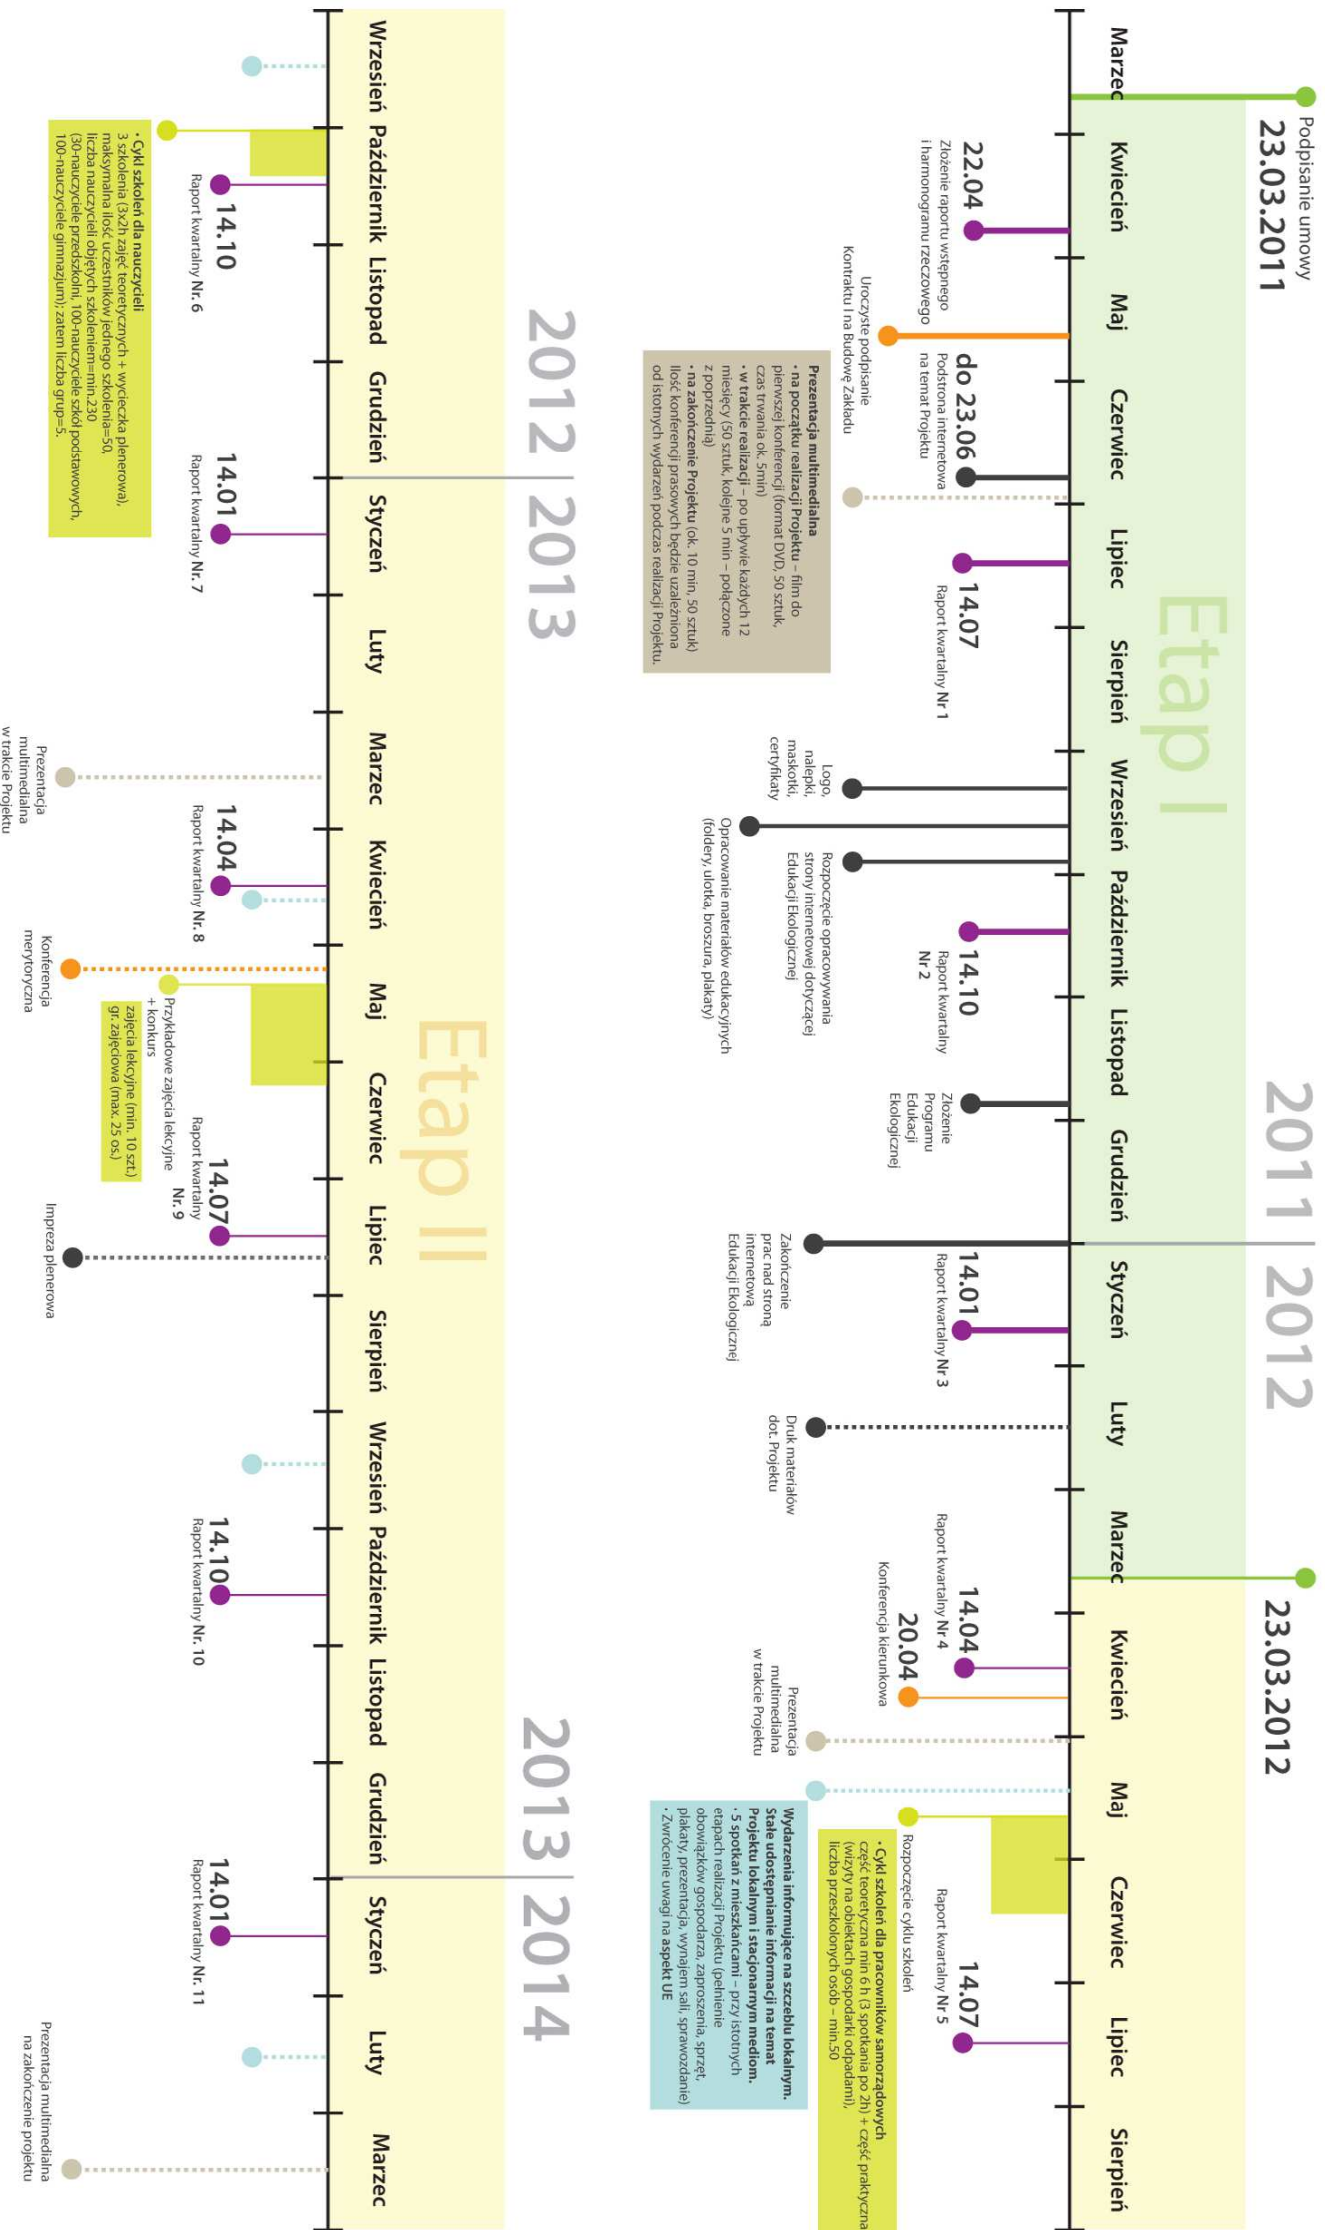 Podpisanie umowy
23.03.2011
2011
2012
23.03.2012
Etap I
Marzec
Kwiecień
Maj
Czerwiec
Lipiec
Sierpień
Wrzesień
Październik
Listopad
Grudzień
Styczeń
Luty
Marzec
Kwiecień
Maj
Czerwiec
Lipiec
Sierpień
22.04
Złożenie raportu wstępnego
i harmonogramu rzeczowego
Uroczyste podpisanie
Kontraktu I na Budowę Zakładu
do 23.06
Podstrona internetowa
na temat Projektu
Prezentacja multimedialna
• na początku realizacji Projektu – film do
pierwszej konferencji (format DVD, 50 sztuk,
czas trwania ok. 5min)
• w trakcie realizacji – po upływie każdych 12
miesięcy (50 sztuk, kolejne 5 min – połączone
z poprzednią)
• na zakończenie Projektu (ok. 10 min, 50 sztuk)
Ilość konferencji prasowych będzie uzależniona
od istotnych wydarzeń podczas realizacji Projektu.
14.07
Raport kwartalny Nr 1
Logo,
nalepki,
maskotki,
certyfikaty
Opracowanie materiałów edukacyjnych
(foldery, ulotka, broszura, plakaty)
Rozpoczęcie opracowywania
strony internetowej dotyczącej
Edukacji Ekologicznej
14.10
Raport kwartalny
Nr 2
Złożenie
Programu
Edukacji
Ekologicznej
Zakończenie
prac nad stroną
internetową
Edukacji Ekologicznej
14.01
Raport kwartalny Nr 3
Druk materiałów
dot. Projektu
14.04
Raport kwartalny Nr 4
20.04
Konferencja kierunkowa
Prezentacja
multimedialna
w trakcie Projektu
Wydarzenia informujące na szczeblu lokalnym.
Stałe udostępnianie informacji na temat
Projektu lokalnym i stacjonarnym mediom.
• 5 spotkań z mieszkańcami – przy istotnych
etapach realizacji Projektu (pełnienie
obowiązków gospodarza, zaproszenia, sprzęt,
plakaty, prezentacja, wynajem sali, sprawozdanie)
• Zwrócenie uwagi na aspekt UE
Rozpoczęcie cyklu szkoleń
• Cykl szkoleń dla pracowników samorządowych
część teoretyczna min 6 h (3 spotkania po 2h) + część praktyczna
(wizyty na obiektach gospodarki odpadami),
liczba przeszkolonych osób – min.50
14.07
Raport kwartalny Nr 5
2012
2013
2013
2014
Etap II
Wrzesień
Październik
Listopad
Grudzień
Styczeń
Luty
Marzec
Kwiecień
Maj
Czerwiec
Lipiec
Sierpień
Wrzesień
Październik
Listopad
Grudzień
Styczeń
Luty
Marzec
14.10
Raport kwartalny Nr. 6
• Cykl szkoleń dla nauczycieli
3 szkolenia (3x2h zajęć teoretycznych + wycieczka plenerowa),
maksymalna ilość uczestników jednego szkolenia=50,
liczba nauczycieli objętych szkoleniem=min.230
(30-nauczyciele przedszkolni, 100-nauczyciele szkół podstawowych,
100-nauczyciele gimnazjum); zatem liczba grup=5.
14.01
Raport kwartalny Nr. 7
Prezentacja
multimedialna
w trakcie Projektu
14.04
Raport kwartalny Nr. 8
Konferencja
merytoryczna
Przykładowe zajęcia lekcyjne
+ konkurs
zajęcia lekcyjne (min. 10 szt.)
gr. zajęciowa (max. 25 os.)
14.07
Raport kwartalny
Nr. 9
Impreza plenerowa
14.10
Raport kwartalny Nr. 10
14.01
Raport kwartalny Nr. 11
Prezentacja multimedialna
na zakończenie projektu